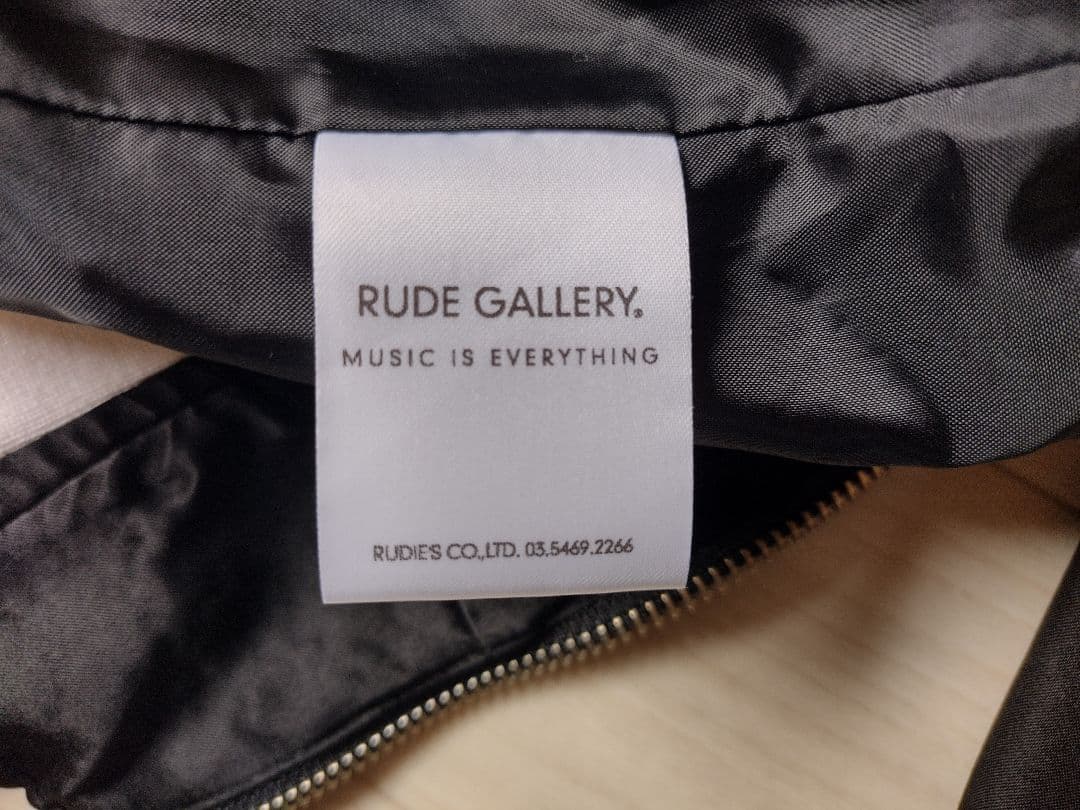 RUDE GALLERY®
MUSIC IS EVERYTHING
RUDIE'S CO.,LTD. 03.5469.2266